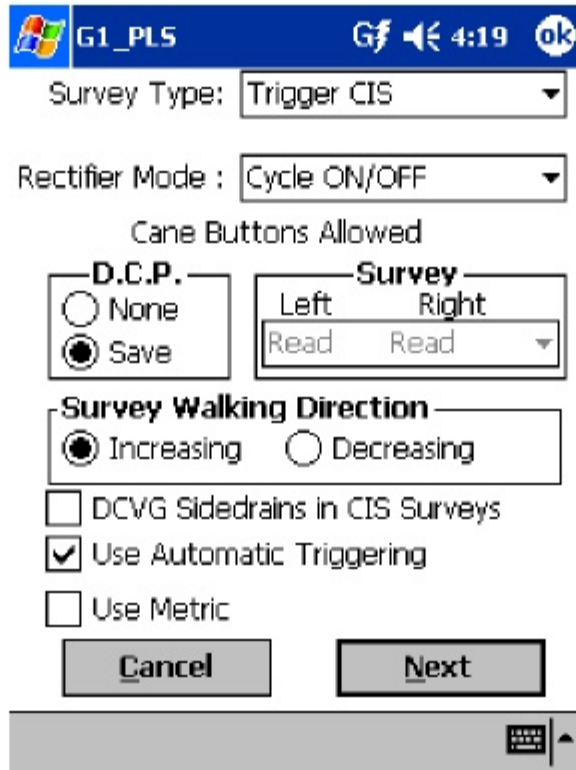 G1_PLS 4:19 ok
Survey Type: Trigger CIS
Rectifier Mode : Cycle ON/OFF
Cane Buttons Allowed
D.C.P.
None
Save
Survey
Left Right
Read Read
Survey Walking Direction
Increasing Decreasing
DCVG Sidedrains in CIS Surveys
Use Automatic Triggering
Use Metric
Cancel Next